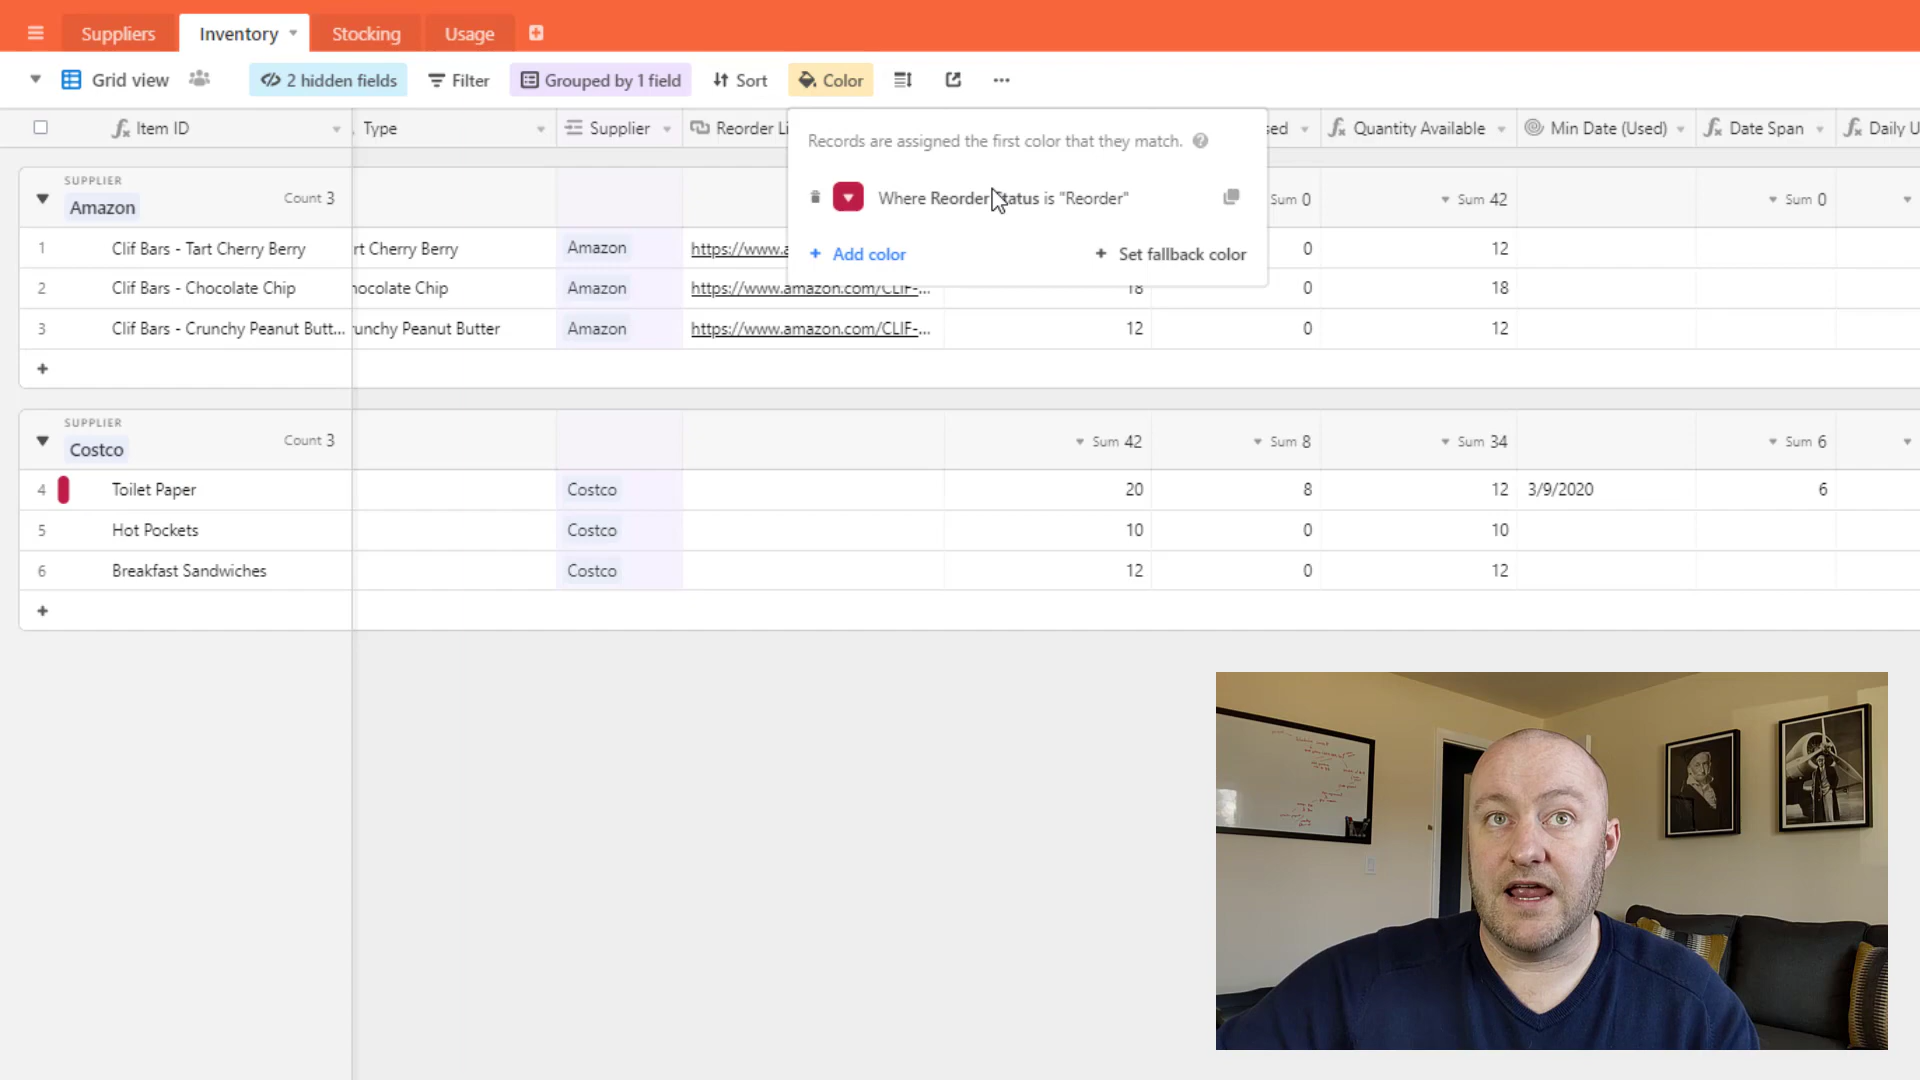 Suppliers Inventory Stocking Usage
Grid view 2 hidden fields Filter Grouped by 1 field Sort Color
Item ID Type Supplier Reorder Li sed Quantity Available Min Date (Used) Date Span Daily U
Records are assigned the first color that they match.
Where Reorder Status is "Reorder"
+ Add color + Set fallback color
SUPPLIER
Amazon Count 3 Sum 0 Sum 42 Sum 0
1 Clif Bars - Tart Cherry Berry rt Cherry Berry Amazon https://www.a 0 12
2 Clif Bars - Chocolate Chip hocolate Chip Amazon https://www.amazon.com/CLIF-... 18 0 18
3 Clif Bars - Crunchy Peanut Butt... unchy Peanut Butter Amazon https://www.amazon.com/CLIF-... 12 0 12
+
SUPPLIER
Costco Count 3 Sum 42 Sum 8 Sum 34 Sum 6
4 Toilet Paper Costco 20 8 12 3/9/2020 6
5 Hot Pockets Costco 10 0 10
6 Breakfast Sandwiches Costco 12 0 12
+